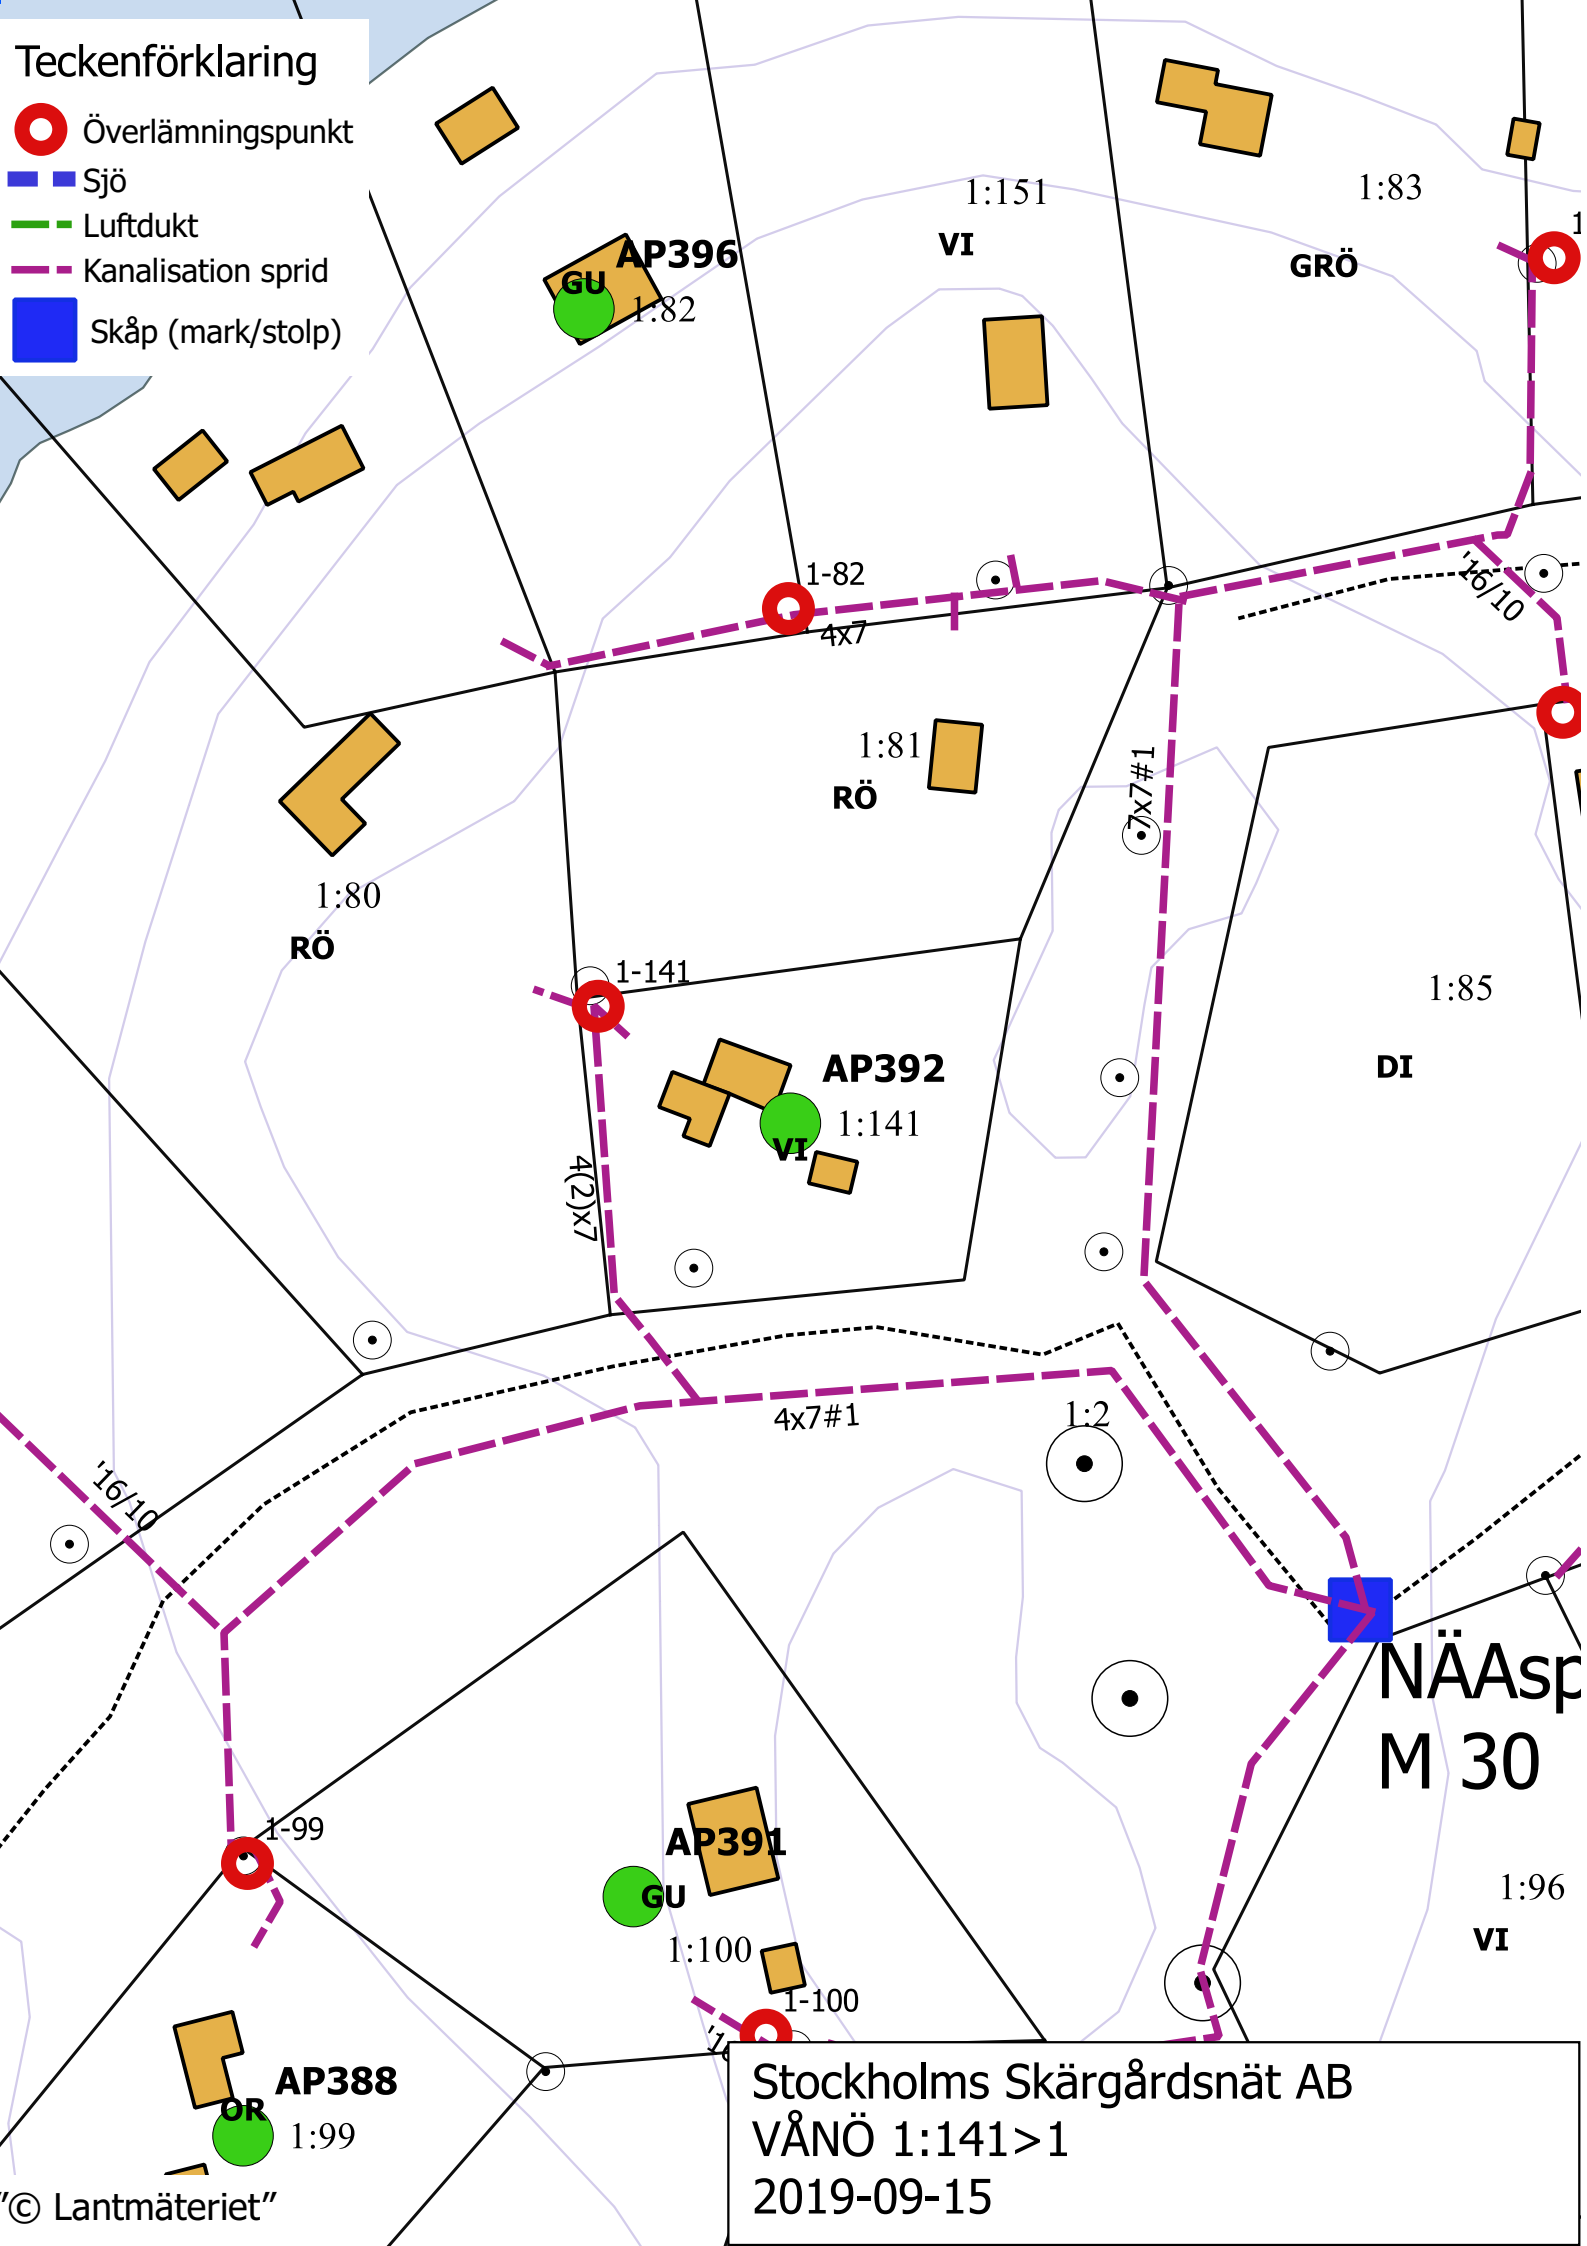 Teckenförklaring
Överlämningspunkt
Sjö
Luftdukt
Kanalisation sprid
Skåp (mark/stolp)
1:151
VI
1:83
GRÖ
1
AP396
GU
1:82
1-82
4x7
'16/10
1:81
RÖ
7x7#1
1:80
RÖ
1-141
1:85
DI
AP392
1:141
VI
4(2)x7
4x7#1
1:2
'16/10
NÄAsp
M 30
1-99
AP391
GU
1:100
1-100
1:96
VI
AP388
OR
1:99
"© Lantmäteriet"
Stockholms Skärgårdsnät AB
VÅNÖ 1:141>1
2019-09-15